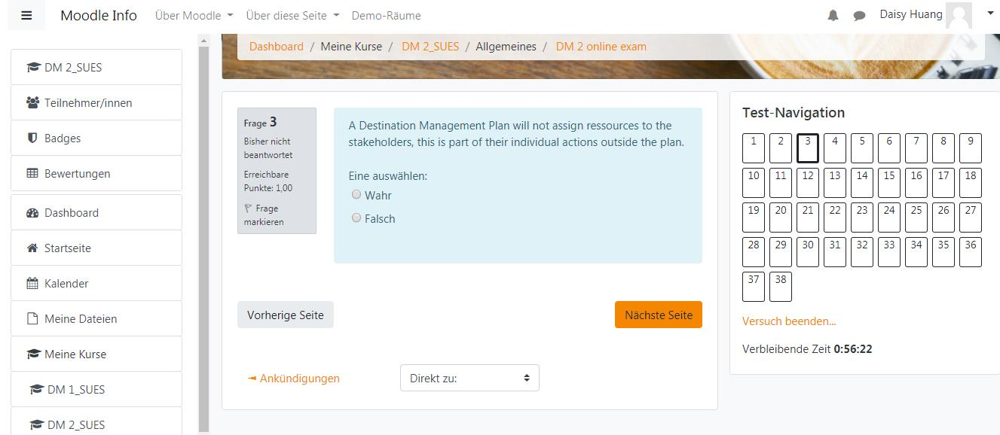 Moodle Info
Über Moodle
Über diese Seite
Demo-Räume
Daisy Huang
DM 2_SUES
Teilnehmer/innen
Badges
Bewertungen
Dashboard
Startseite
Kalender
Meine Dateien
Meine Kurse
DM 1_SUES
DM 2_SUES
Dashboard / Meine Kurse / DM 2_SUES / Allgemeines / DM 2 online exam
Frage 3
Bisher nicht
beantwortet
Erreichbare
Punkte: 1,00
Frage
markieren
A Destination Management Plan will not assign ressources to the
stakeholders, this is part of their individual actions outside the plan.
Eine auswählen:
Wahr
Falsch
Vorherige Seite
Nächste Seite
Ankündigungen
Direkt zu:
Test-Navigation
1 2 3 4 5 6 7 8 9
10 11 12 13 14 15 16 17 18
19 20 21 22 23 24 25 26 27
28 29 30 31 32 33 34 35 36
37 38
Versuch beenden...
Verbleibende Zeit 0:56:22